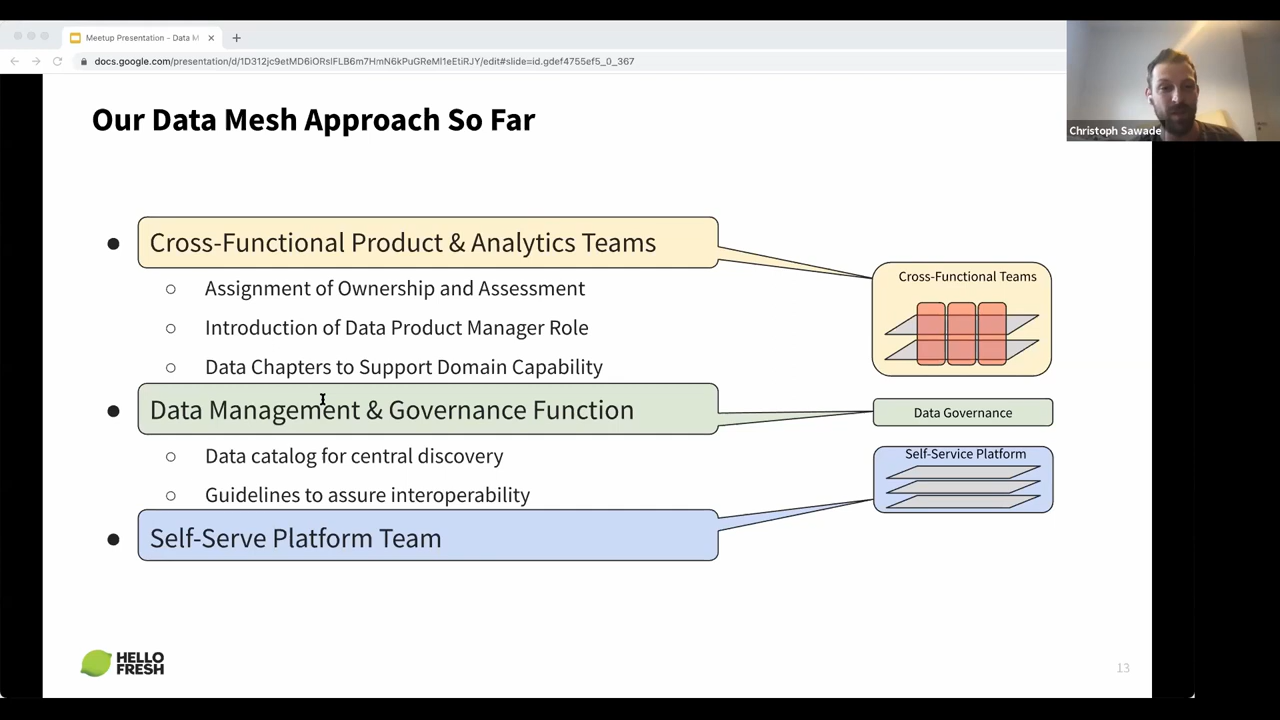 Meetup Presentation - Data M
docs.google.com/presentation/d/1D312jc9etMD6iORslFLB6m7HmN6kPuGReMl1eEtiRJY/edit#slide=id.gdef4755ef5_0_367
Christoph Sawade
Our Data Mesh Approach So Far
Cross-Functional Product & Analytics Teams
Assignment of Ownership and Assessment
Introduction of Data Product Manager Role
Data Chapters to Support Domain Capability
Data Management & Governance Function
Data catalog for central discovery
Guidelines to assure interoperability
Self-Serve Platform Team
Cross-Functional Teams
Data Governance
Self-Service Platform
HELLO
FRESH
13